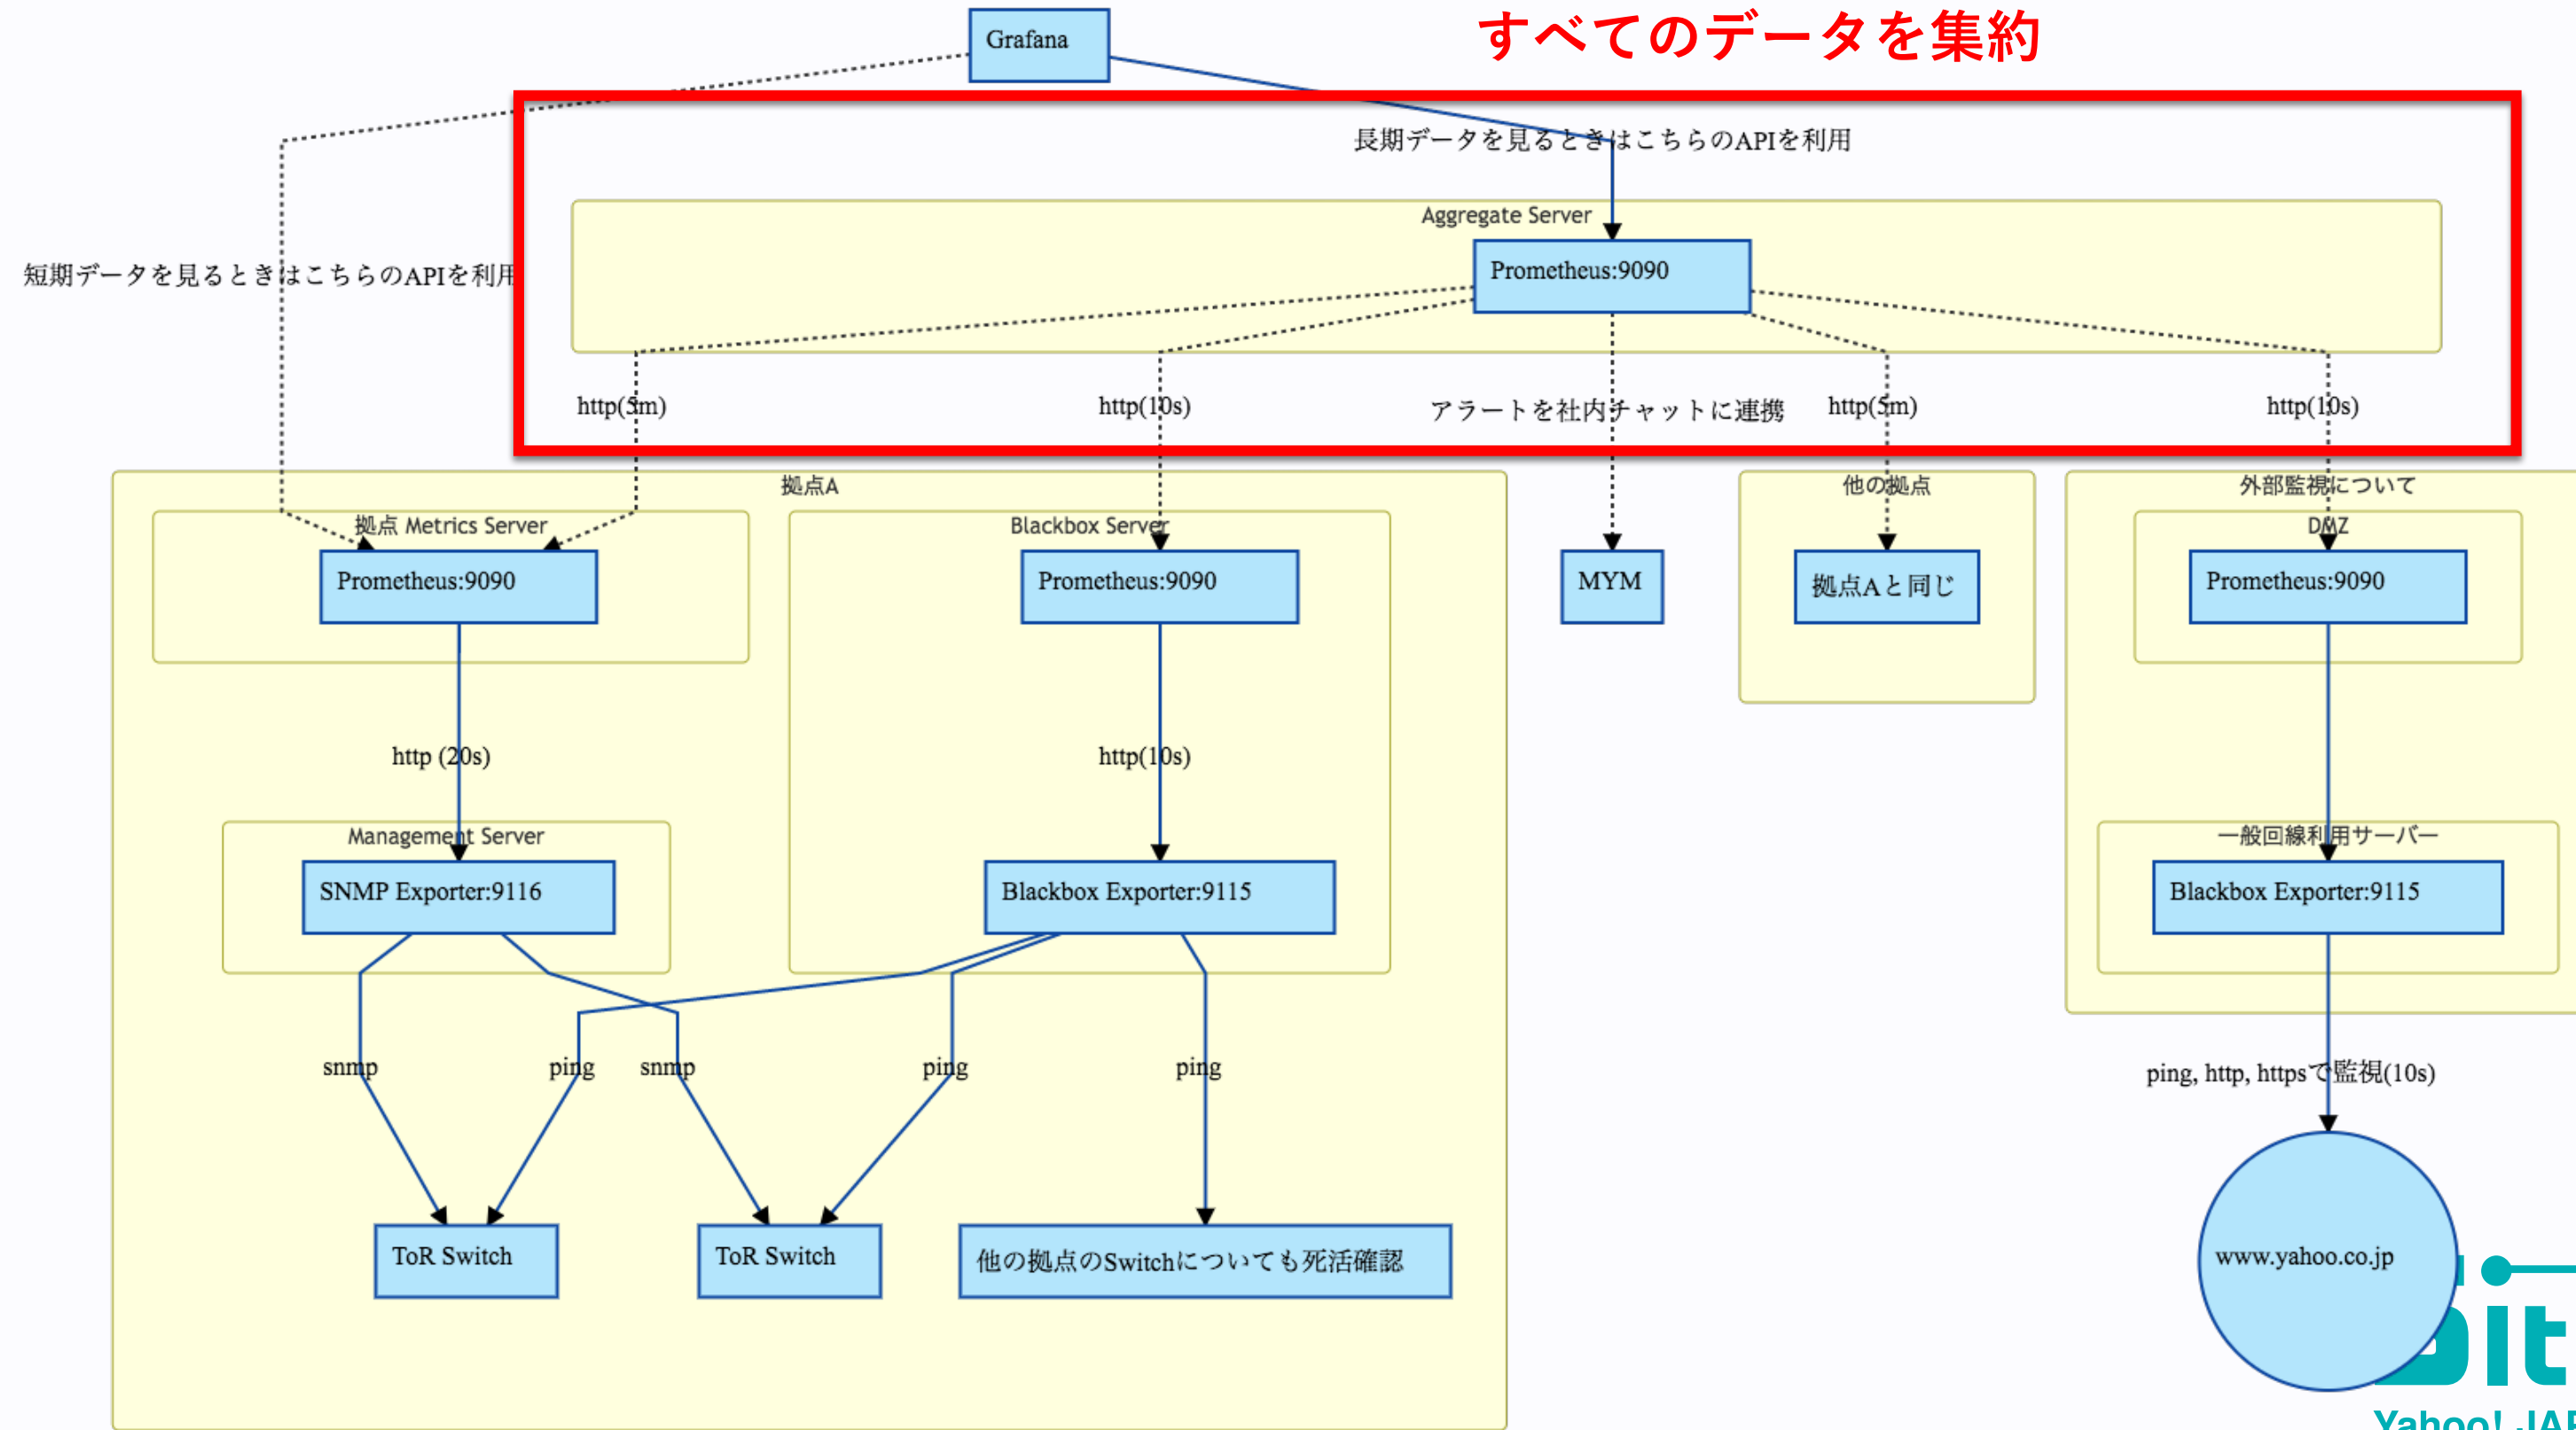 すべてのデータを集約
Grafana
長期データを見るときはこちらのAPIを利用
Aggregate Server
Prometheus:9090
短期データを見るときはこちらのAPIを利用
http(5m)
http(10s)
アラートを社内チャットに連携
http(5m)
http(10s)
拠点A
他の拠点
外部監視について
拠点 Metrics Server
Blackbox Server
DMZ
Prometheus:9090
Prometheus:9090
MYM
拠点Aと同じ
Prometheus:9090
http (20s)
http(10s)
Management Server
一般回線利用サーバー
SNMP Exporter:9116
Blackbox Exporter:9115
Blackbox Exporter:9115
snmp
ping
snmp
ping
ping
ping, http, httpsで監視(10s)
ToR Switch
ToR Switch
他の拠点のSwitchについても死活確認
www.yahoo.co.jp
Yahoo!